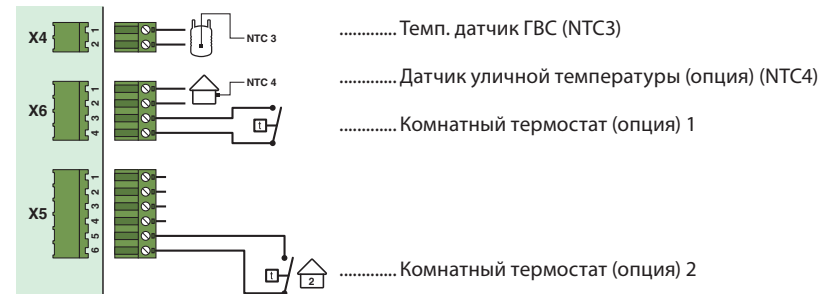 X4 1 2 NTC 3 ............. Темп. датчик ГВС (NTC3)
X6 1 2 3 4 NTC 4 ............. Датчик уличной температуры (опция) (NTC4)
t ............. Комнатный термостат (опция) 1
X5 1 2 3 4 5 6
t 2 ............. Комнатный термостат (опция) 2